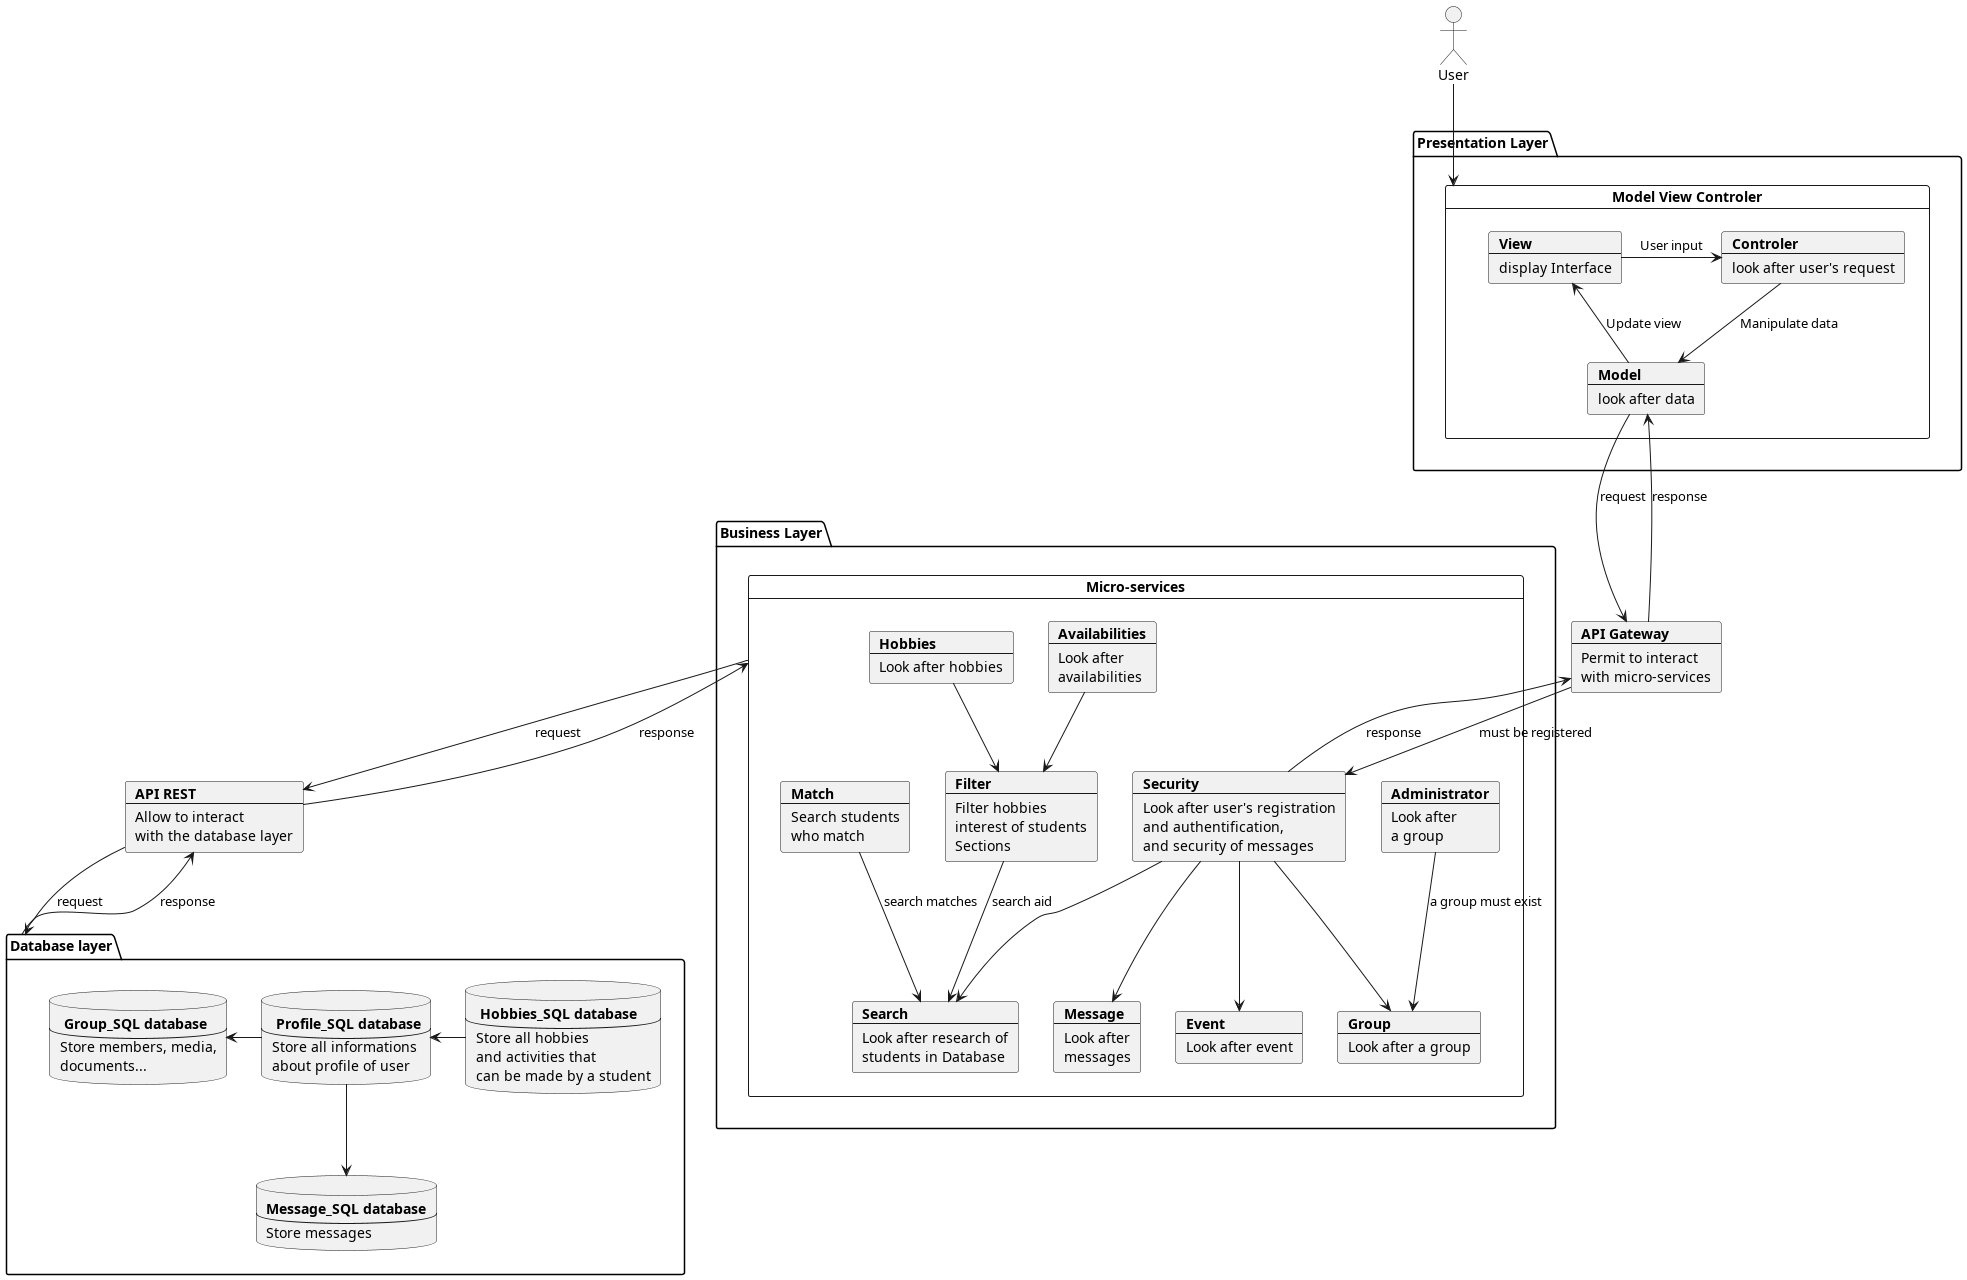 User
Presentation Layer
Model View Controler
View
display Interface
User input
Controler
look after user's request
Update view
Manipulate data
Model
look after data
request
response
Business Layer
Micro-services
Hobbies
Look after hobbies
Availabilities
Look after
availabilities
API Gateway
Permit to interact
with micro-services
request
response
response
must be registered
API REST
Allow to interact
with the database layer
Match
Search students
who match
Filter
Filter hobbies
interest of students
Sections
Security
Look after user's registration
and authentification,
and security of messages
Administrator
Look after
a group
request
response
search matches
search aid
a group must exist
Database layer
Group_SQL database
Store members, media,
documents...
Profile_SQL database
Store all informations
about profile of user
Hobbies_SQL database
Store all hobbies
and activities that
can be made by a student
Search
Look after research of
students in Database
Message
Look after
messages
Event
Look after event
Group
Look after a group
Message_SQL database
Store messages